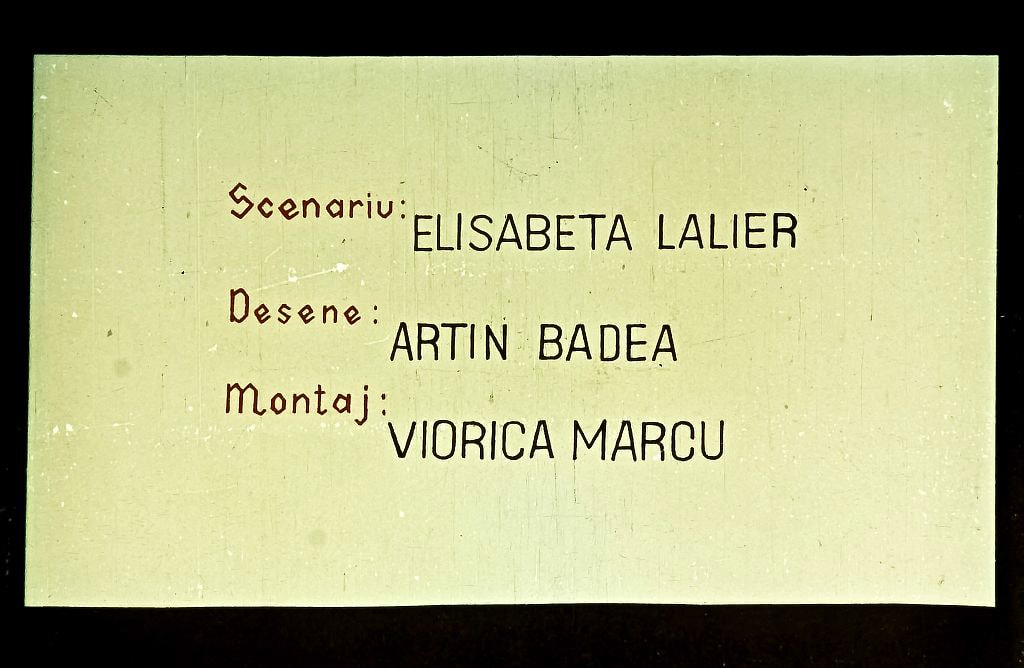 Scenariu:
ELISABETA LALIER
Desene:
ARTIN BADEA
Montaj:
VIORICA MARCU